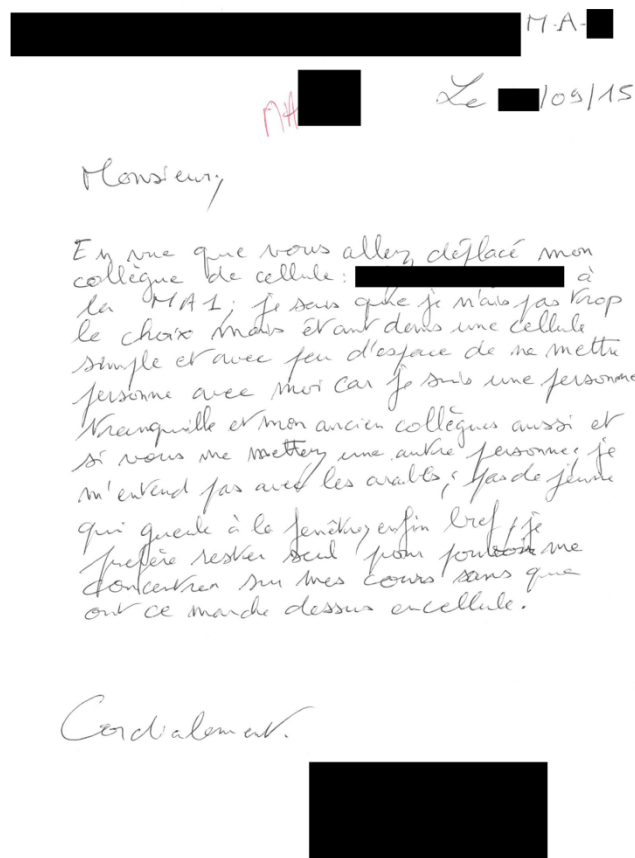 M-A-
MA
Le /09/15
Monsieur,
En vue que vous allez déplacé mon
collègue de cellule : à
la MA1, je sais que je n'ais pas trop
le choix mais étant dans une cellule
simple et avec peu d'espace de ne mettre
personne avec moi car je suis une personne
tranquille et mon ancien collègues aussi et
si vous me mettez une autre personne, je
m'entend pas avec les arabes, pas de jeune
qui gueule à la fenêtre, enfin bref, je
préfère rester seul pour pouvoir me
concentrer sur mes cours sans que
ont ce marche dessus en cellule.
Cordialement.